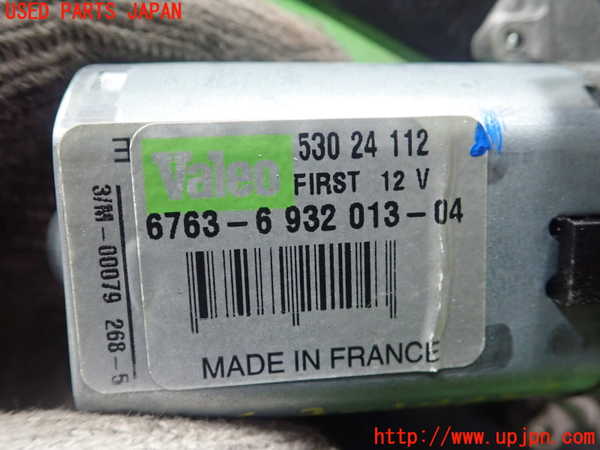 USED PARTS JAPAN
Valeo
530 24 112
FIRST 12 V
6763-6 932 013-04
MADE IN FRANCE
E
3/M-00079 268-5
http://www.upjpn.com/